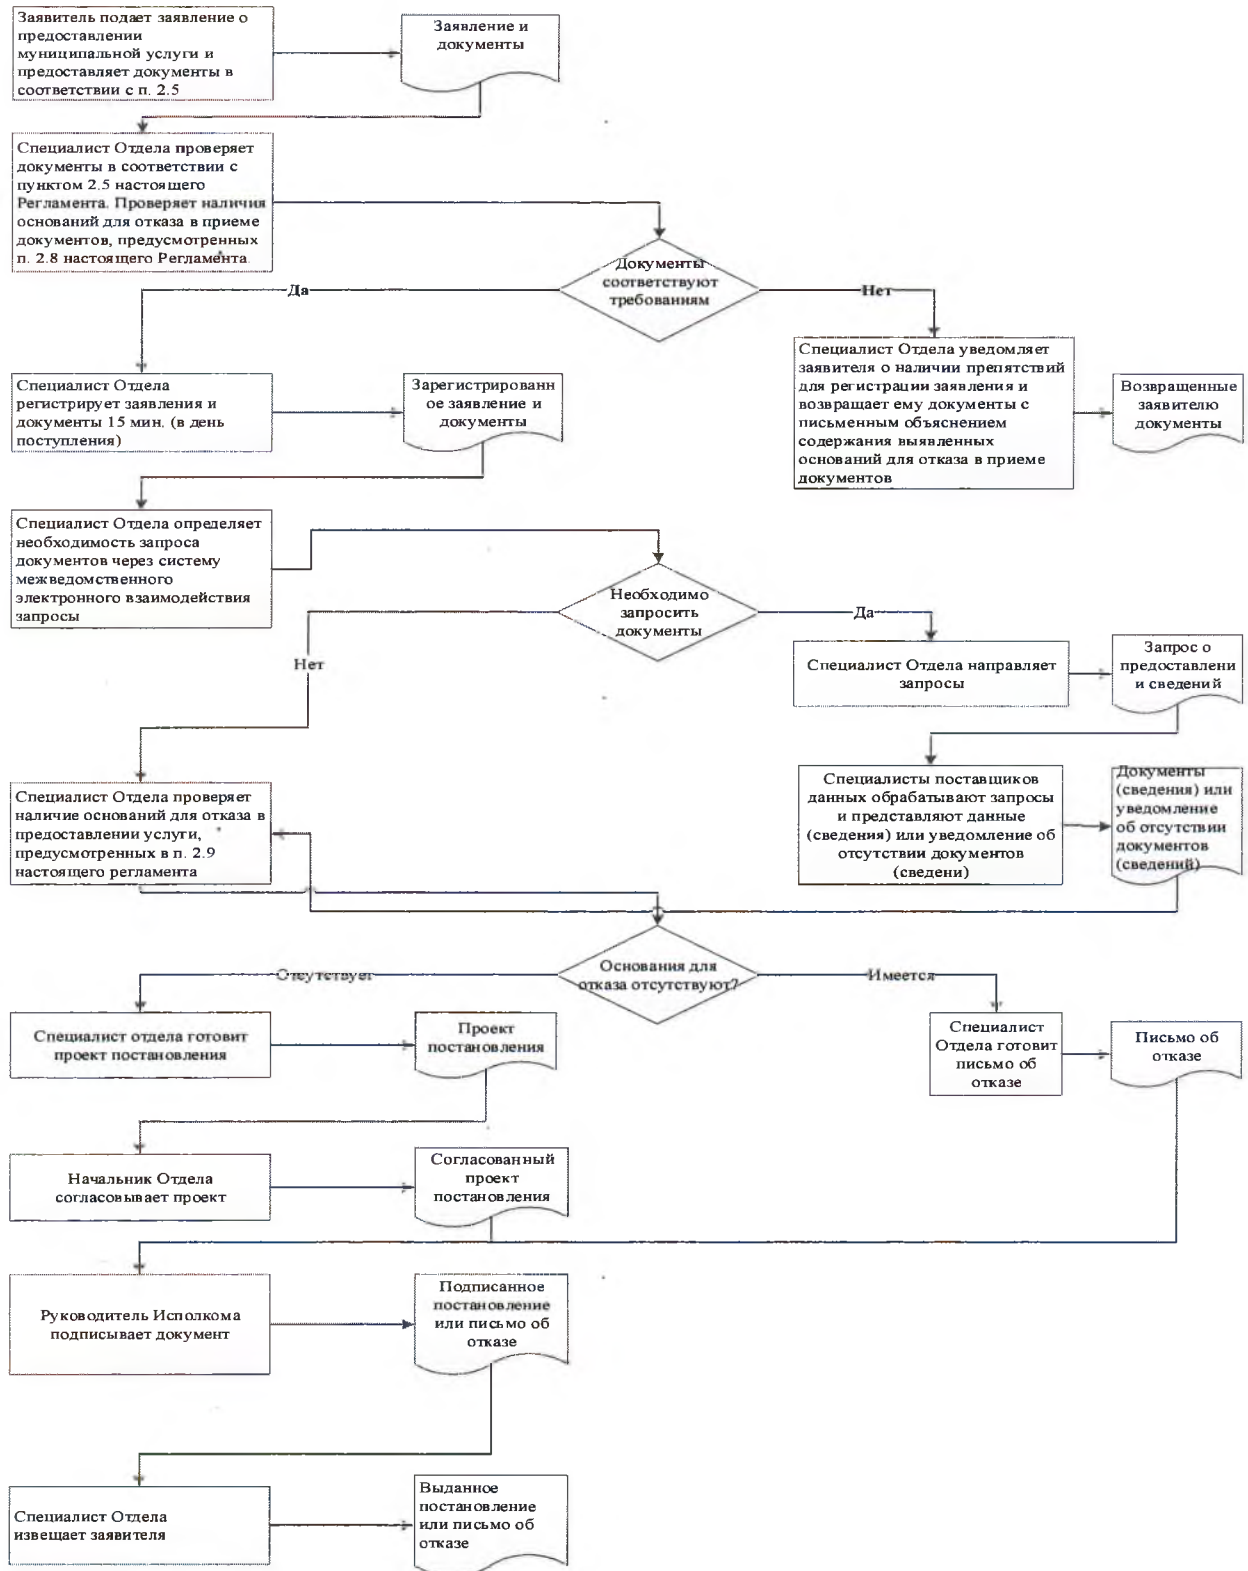 Заявитель подает заявление о
предоставлении
муниципальной услуги и
предоставляет документы в
соответствии с п. 2.5
Заявление и
документы
Специалист Отдела проверяет
документы в соответствии с
пунктом 2.5 настоящего
Регламента. Проверяет наличия
оснований для отказа в приеме
документов, предусмотренных
п. 2.8 настоящего Регламента.
Документы
соответствуют
требованиям
Да
Нет
Специалист Отдела
регистрирует заявления и
документы 15 мин. (в день
поступления)
Зарегистрированн
ое заявление и
документы
Специалист Отдела уведомляет
заявителя о наличии препятствий
для регистрации заявления и
возвращает ему документы с
письменным объяснением
содержания выявленных
оснований для отказа в приеме
документов
Возвращенные
заявителю
документы
Специалист Отдела определяет
необходимость запроса
документов через систему
межведомственного
электронного взаимодействия
запросы
Необходимо
запросить
документы
Да
Нет
Специалист Отдела направляет
запросы
Запрос о
предоставлени
и сведений
Специалист Отдела проверяет
наличие оснований для отказа в
предоставлении услуги,
предусмотренных в п. 2.9
настоящего регламента
Специалисты поставщиков
данных обрабатывают запросы
и представляют данные
(сведения) или уведомление об
отсутствии документов
(сведени)
Документы
(сведения) или
уведомление
об отсутствии
документов
(сведений)
Основания для
отказа отсутствуют?
Отсутствует
Имеется
Специалист отдела готовит
проект постановления
Проект
постановления
Специалист
Отдела готовит
письмо об
отказе
Письмо об
отказе
Начальник Отдела
согласовывает проект
Согласованный
проект
постановления
Руководитель Исполкома
подписывает документ
Подписанное
постановление
или письмо об
отказе
Специалист Отдела
извещает заявителя
Выданное
постановление
или письмо об
отказе